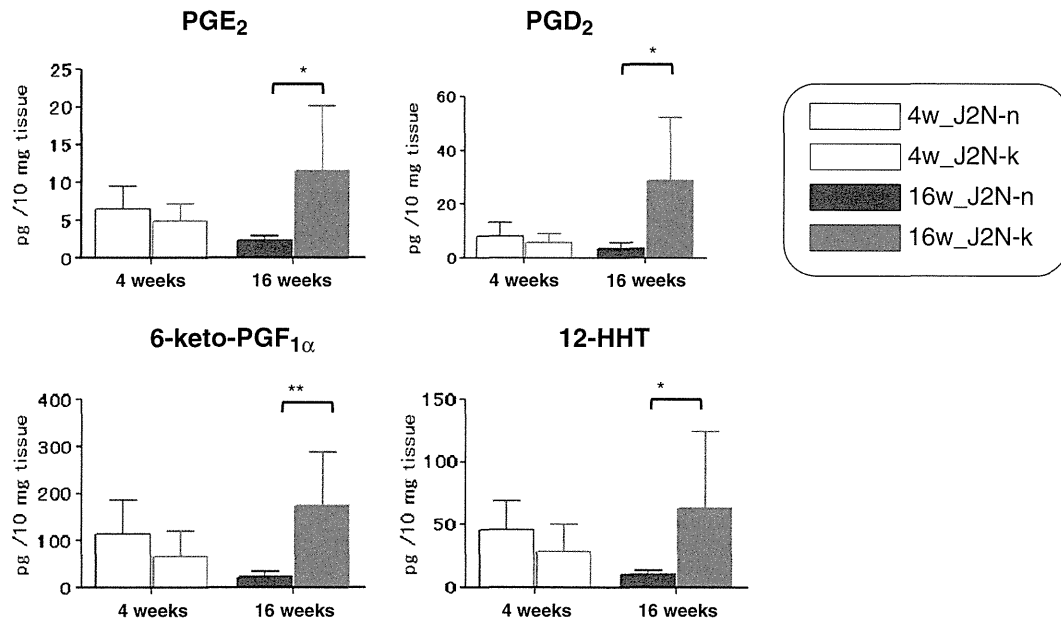 PGE2
25
20
15
10
5
0
pg /10 mg tissue
*
4 weeks
16 weeks
PGD2
60
40
20
0
pg /10 mg tissue
*
4 weeks
16 weeks
4w_J2N-n
4w_J2N-k
16w_J2N-n
16w_J2N-k
6-keto-PGF1α
400
300
200
100
0
pg /10 mg tissue
**
4 weeks
16 weeks
12-HHT
150
100
50
0
pg /10 mg tissue
*
4 weeks
16 weeks